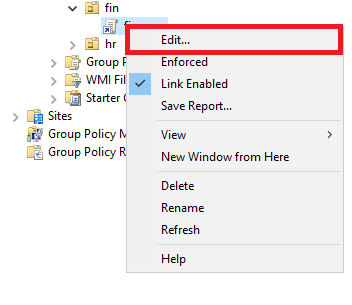 fin
Edit...
hr
Enforced
Group P
Link Enabled
WMI Fil
Save Report...
Starter G
Sites
View
Group Policy M
New Window from Here
Group Policy R
Delete
Rename
Refresh
Help